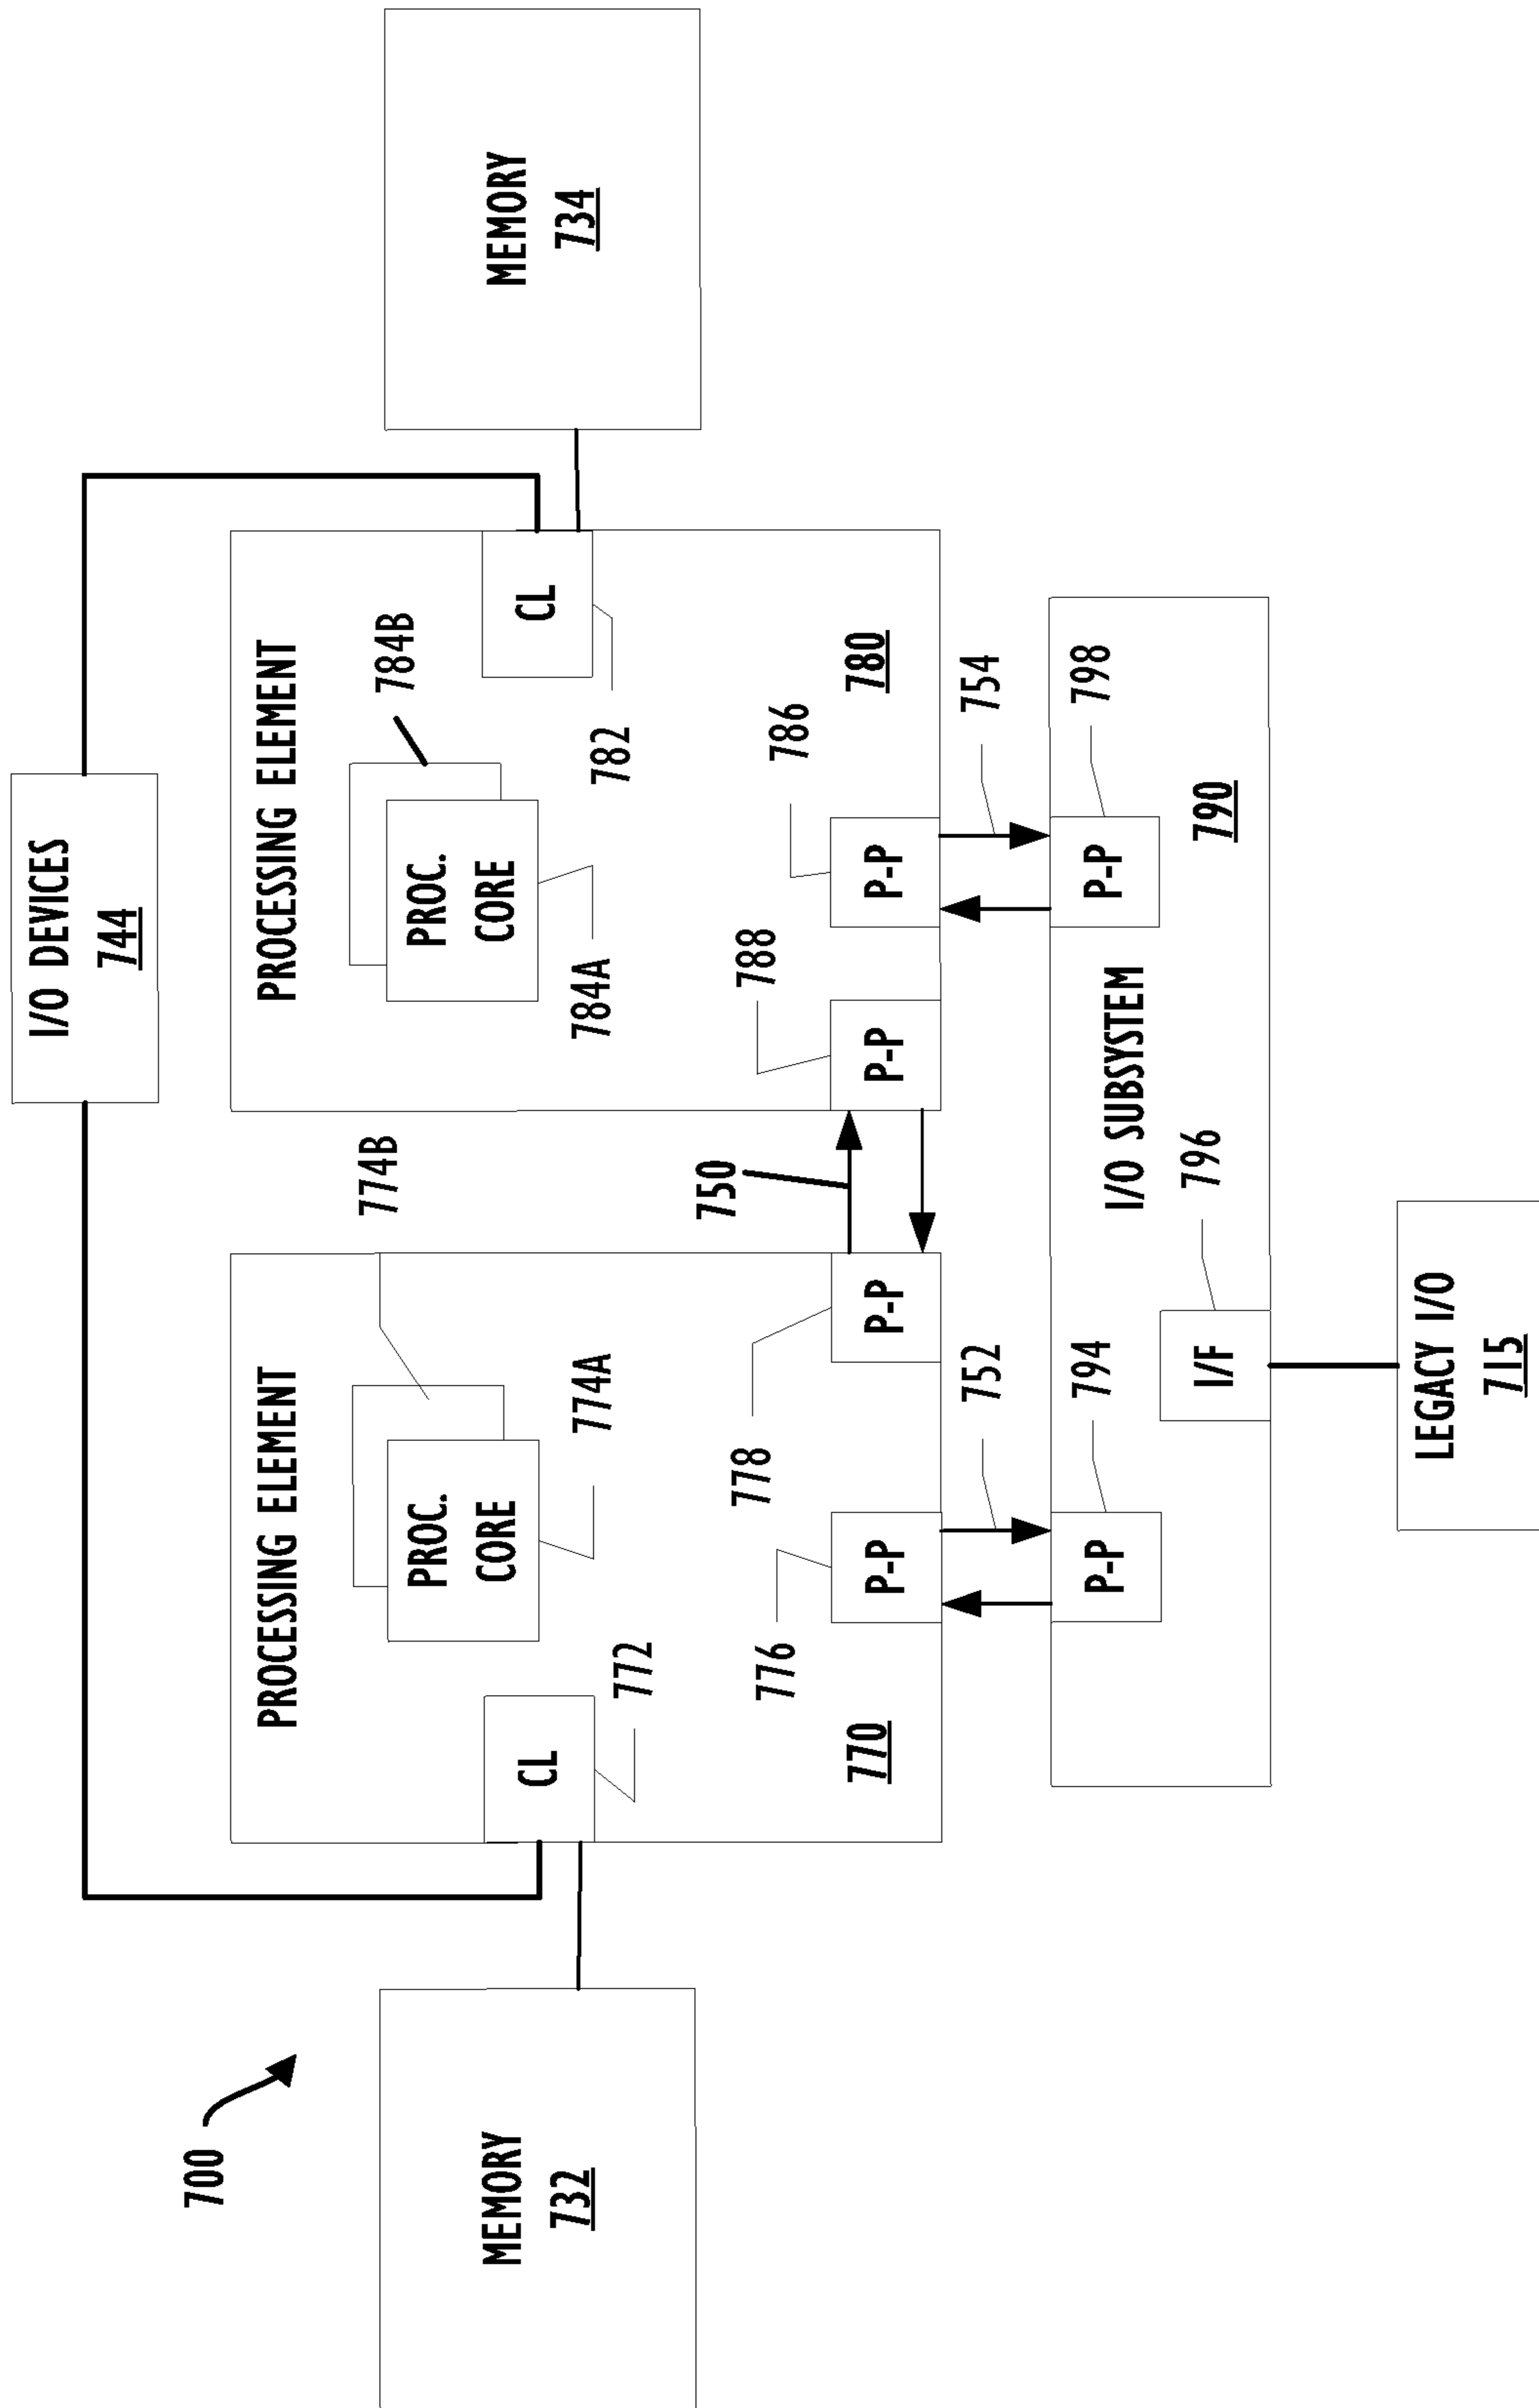 700
I/O DEVICES
744
MEMORY
732
MEMORY
734
PROCESSING ELEMENT
774B
PROC.
CORE
774A
CL
772
778
P-P
776
P-P
770
750
PROCESSING ELEMENT
784B
PROC.
CORE
784A
CL
782
788
P-P
786
P-P
780
752
754
794
P-P
I/O SUBSYSTEM
798
P-P
790
796
I/F
LEGACY I/O
715